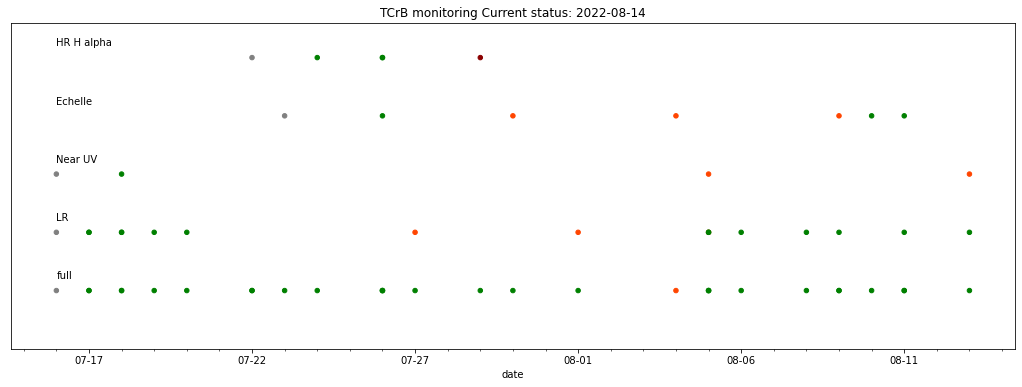 TCrB monitoring Current status: 2022-08-14
HR H alpha
Echelle
Near UV
LR
full
07-17 07-22 07-27 08-01 08-06 08-11
date